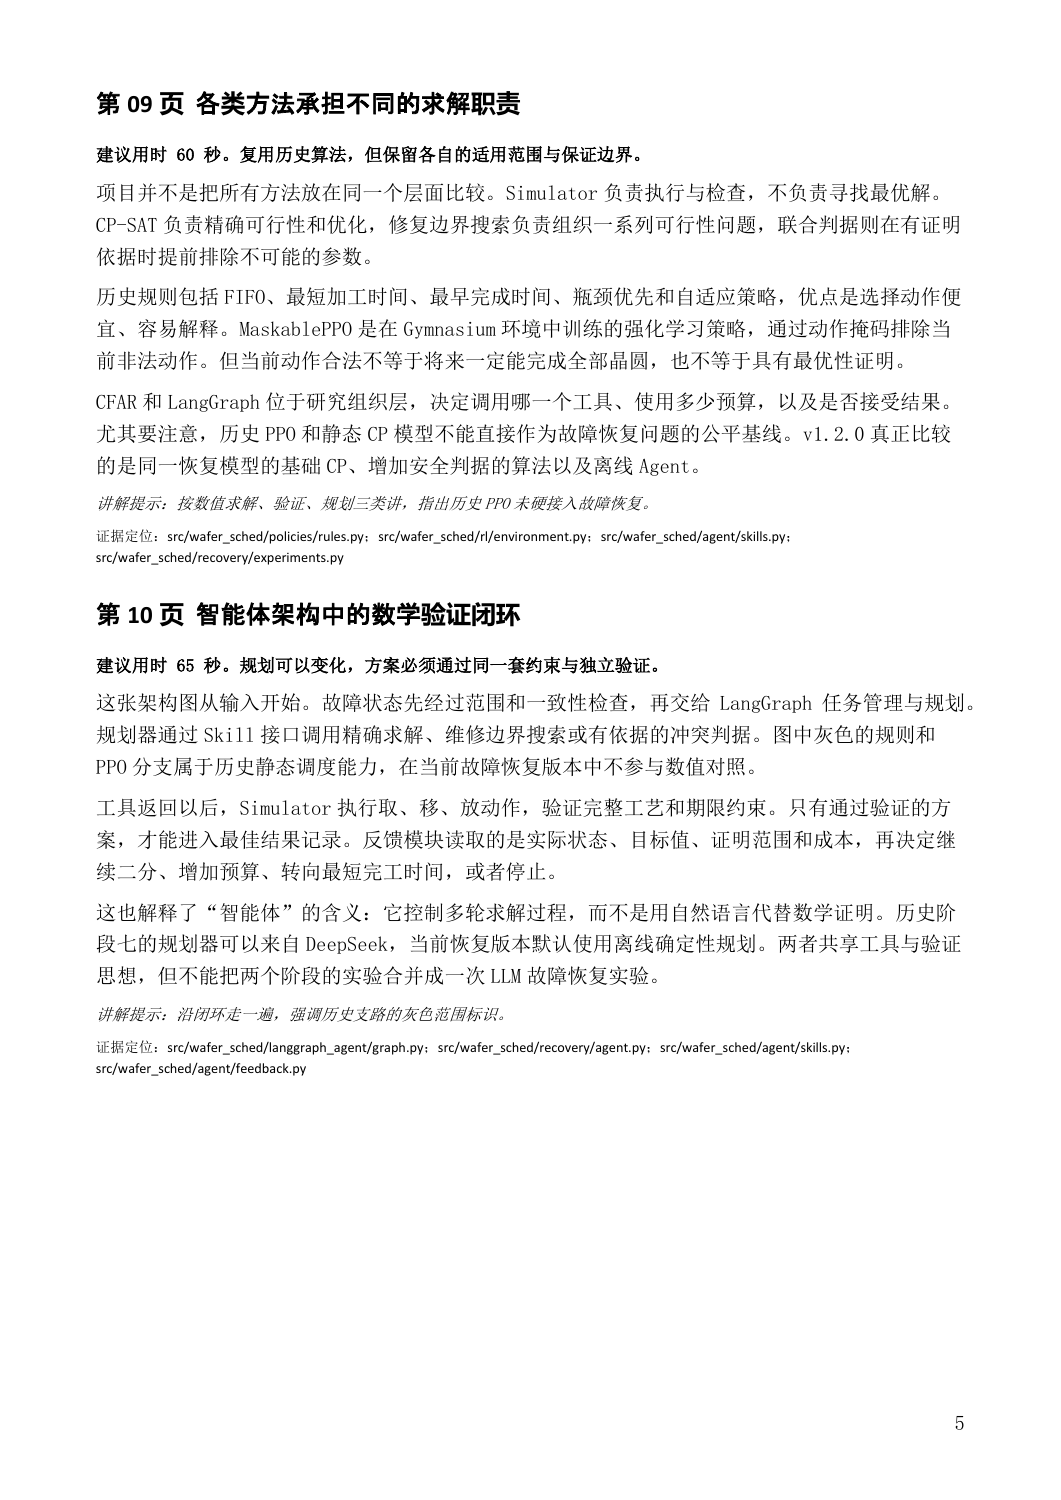 第 09 页 各类方法承担不同的求解职责
建议用时 60 秒。复用历史算法，但保留各自的适用范围与保证边界。
项目并不是把所有方法放在同一个层面比较。Simulator 负责执行与检查，不负责寻找最优解。
CP-SAT 负责精确可行性和优化，修复边界搜索负责组织一系列可行性问题，联合判据则在有证明
依据时提前排除不可能的参数。
历史规则包括 FIFO、最短加工时间、最早完成时间、瓶颈优先和自适应策略，优点是选择动作便
宜、容易解释。MaskablePPO 是在 Gymnasium 环境中训练的强化学习策略，通过动作掩码排除当
前非法动作。但当前动作合法不等于将来一定能完成全部晶圆，也不等于具有最优性证明。
CFAR 和 LangGraph 位于研究组织层，决定调用哪一个工具、使用多少预算，以及是否接受结果。
尤其要注意，历史 PPO 和静态 CP 模型不能直接作为故障恢复问题的公平基线。v1.2.0 真正比较
的是同一恢复模型的基础 CP、增加安全判据的算法以及离线 Agent。
讲解提示：按数值求解、验证、规划三类讲，指出历史 PPO 未硬接入故障恢复。
证据定位：src/wafer_sched/policies/rules.py；src/wafer_sched/rl/environment.py；src/wafer_sched/agent/skills.py；
src/wafer_sched/recovery/experiments.py
第 10 页 智能体架构中的数学验证闭环
建议用时 65 秒。规划可以变化，方案必须通过同一套约束与独立验证。
这张架构图从输入开始。故障状态先经过范围和一致性检查，再交给 LangGraph 任务管理与规划。
规划器通过 Skill 接口调用精确求解、维修边界搜索或有依据的冲突判据。图中灰色的规则和
PPO 分支属于历史静态调度能力，在当前故障恢复版本中不参与数值对照。
工具返回以后，Simulator 执行取、移、放动作，验证完整工艺和期限约束。只有通过验证的方
案，才能进入最佳结果记录。反馈模块读取的是实际状态、目标值、证明范围和成本，再决定继
续二分、增加预算、转向最短完工时间，或者停止。
这也解释了“智能体”的含义：它控制多轮求解过程，而不是用自然语言代替数学证明。历史阶
段七的规划器可以来自 DeepSeek，当前恢复版本默认使用离线确定性规划。两者共享工具与验证
思想，但不能把两个阶段的实验合并成一次 LLM 故障恢复实验。
讲解提示：沿闭环走一遍，强调历史支路的灰色范围标识。
证据定位：src/wafer_sched/langgraph_agent/graph.py；src/wafer_sched/recovery/agent.py；src/wafer_sched/agent/skills.py；
src/wafer_sched/agent/feedback.py
5